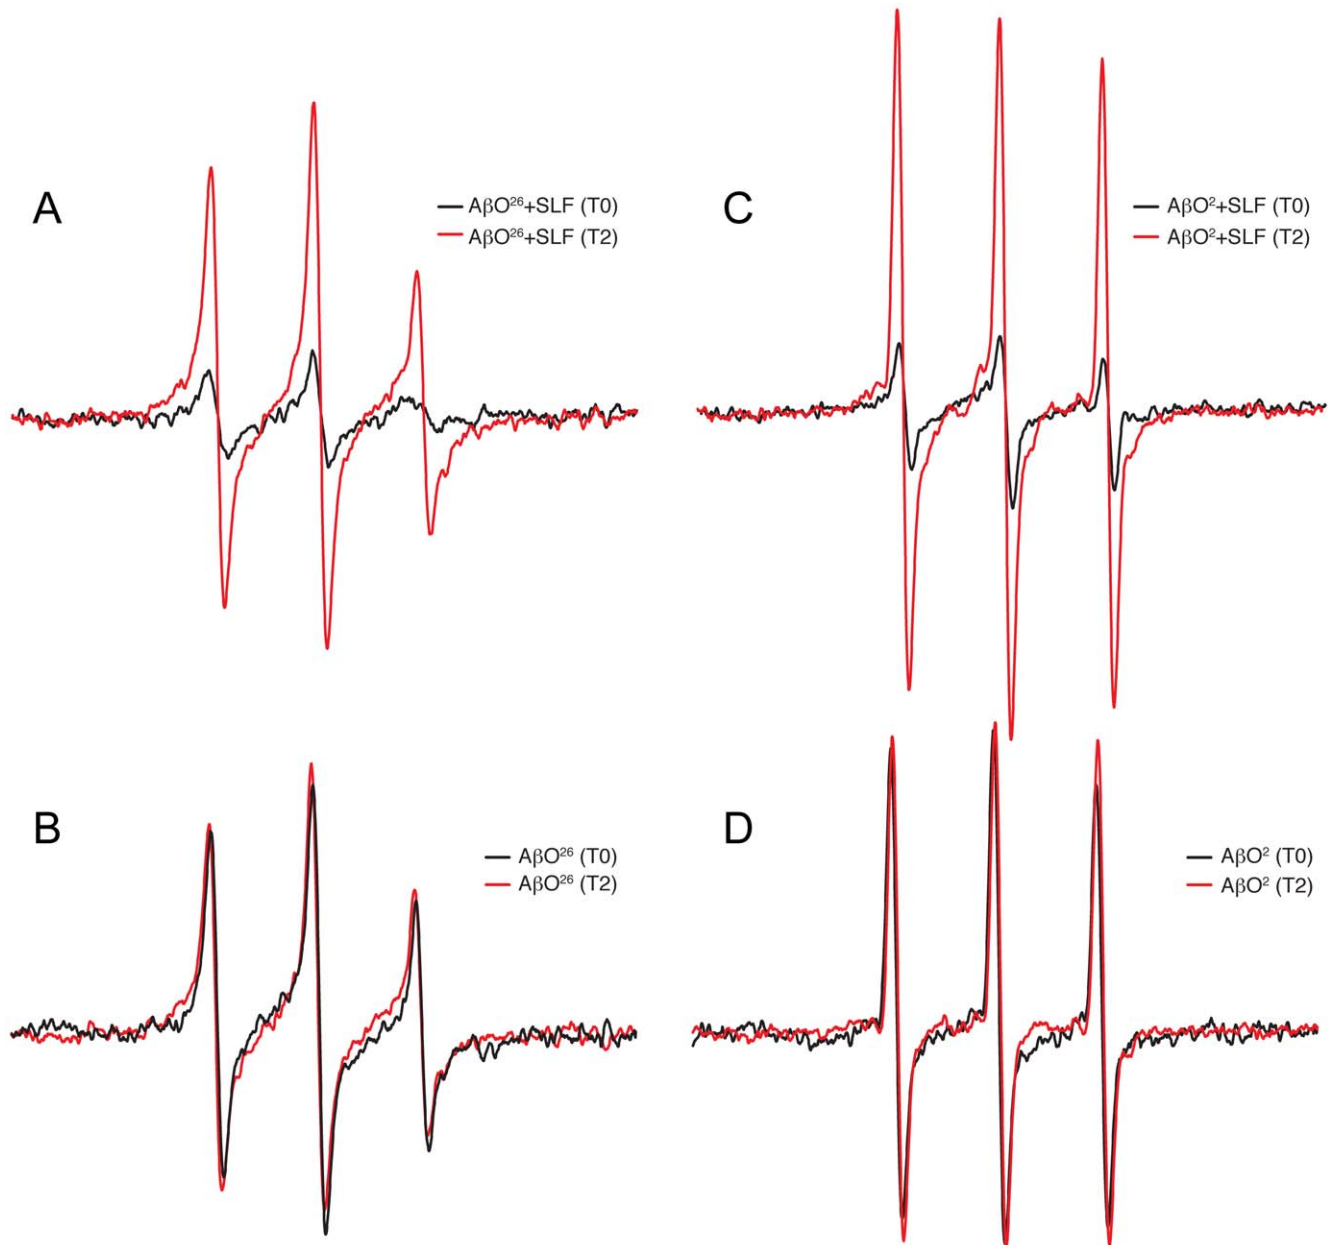 A
AβO²⁶+SLF (T0)
AβO²⁶+SLF (T2)
C
AβO²+SLF (T0)
AβO²+SLF (T2)
B
AβO²⁶ (T0)
AβO²⁶ (T2)
D
AβO² (T0)
AβO² (T2)